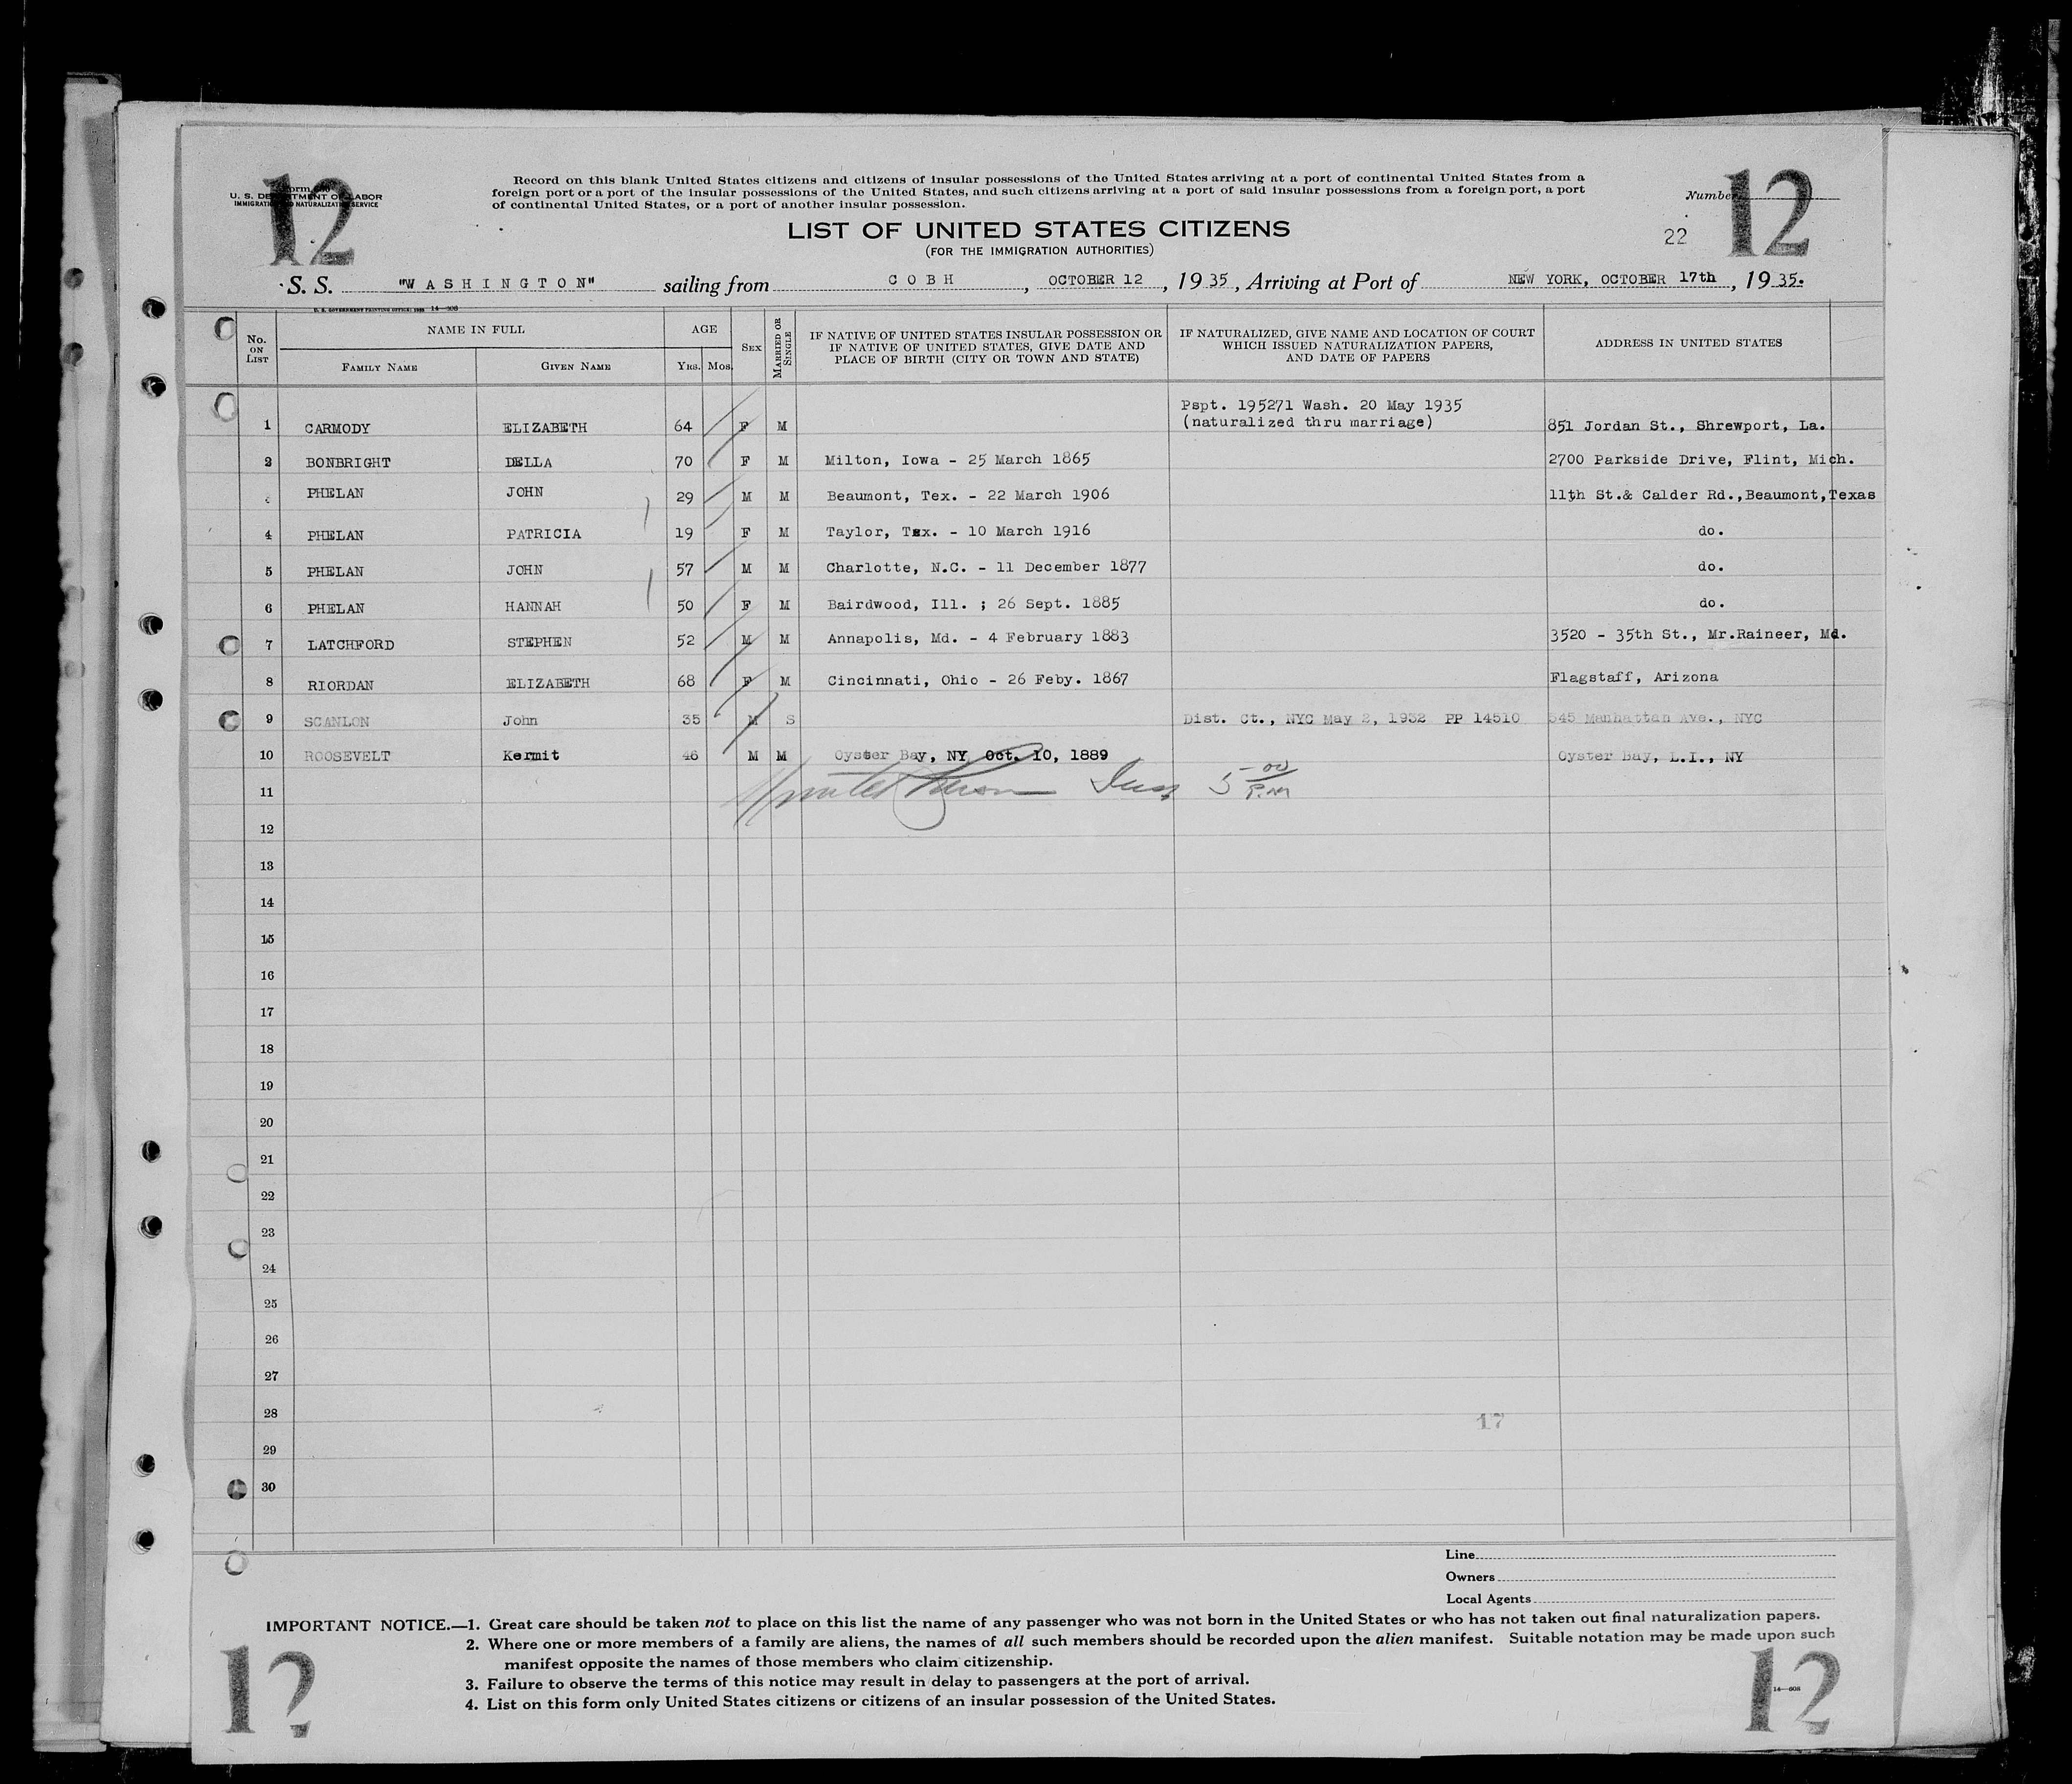 12
12
Form 630
U. S. DEPARTMENT OF LABOR
IMMIGRATION AND NATURALIZATION SERVICE
Record on this blank United States citizens and citizens of insular possessions of the United States arriving at a port of continental United States from a
foreign port or a port of the insular possessions of the United States, and such citizens arriving at a port of said insular possessions from a foreign port, a port
of continental United States, or a port of another insular possession.
Number
LIST OF UNITED STATES CITIZENS
(FOR THE IMMIGRATION AUTHORITIES)
22
S. S. "WASHINGTON" sailing from COBH, OCTOBER 12, 1935, Arriving at Port of NEW YORK, OCTOBER 17th, 1935.
U. S. GOVERNMENT PRINTING OFFICE: 14—608
No. ON LIST NAME IN FULL FAMILY NAME GIVEN NAME AGE YRS. MOS. SEX MARRIED OR SINGLE IF NATIVE OF UNITED STATES INSULAR POSSESSION OR IF NATIVE OF UNITED STATES, GIVE DATE AND PLACE OF BIRTH (CITY OR TOWN AND STATE) IF NATURALIZED, GIVE NAME AND LOCATION OF COURT WHICH ISSUED NATURALIZATION PAPERS, AND DATE OF PAPERS ADDRESS IN UNITED STATES
Pspt. 195271 Wash. 20 May 1935
1 CARMODY ELIZABETH 64 F M (naturalized thru marriage) 851 Jordan St., Shrewport, La.
2 BONBRIGHT DELLA 70 F M Milton, Iowa - 25 March 1865 2700 Parkside Drive, Flint, Mich.
PHELAN JOHN 29 M M Beaumont, Tex. - 22 March 1906 11th St.& Calder Rd.,Beaumont,Texas
4 PHELAN PATRICIA 19 F M Taylor, Tex. - 10 March 1916 do.
5 PHELAN JOHN 57 M M Charlotte, N.C. - 11 December 1877 do.
6 PHELAN HANNAH 50 F M Bairdwood, Ill. ; 26 Sept. 1885 do.
7 LATCHFORD STEPHEN 52 M M Annapolis, Md. - 4 February 1883 3520 - 35th St., Mr.Raineer, Md.
8 RIORDAN ELIZABETH 68 F M Cincinnati, Ohio - 26 Feby. 1867 Flagstaff, Arizona
9 SCANLON John 35 M S Dist. Ct., NYC May 2, 1932 PP 14510 545 Manhattan Ave., NYC
10 ROOSEVELT Kermit 46 M M Oyster Bay, NY Oct. 10, 1889 Oyster Bay, L.I., NY
11 5 00 P.M
12
13
14
15
16
17
18
19
20
21
22
23
24
25
26
27
28 17
29
30
Line
Owners
Local Agents
IMPORTANT NOTICE.—1. Great care should be taken not to place on this list the name of any passenger who was not born in the United States or who has not taken out final naturalization papers.
2. Where one or more members of a family are aliens, the names of all such members should be recorded upon the alien manifest. Suitable notation may be made upon such
manifest opposite the names of those members who claim citizenship.
3. Failure to observe the terms of this notice may result in delay to passengers at the port of arrival.
4. List on this form only United States citizens or citizens of an insular possession of the United States.
12
12
14—608